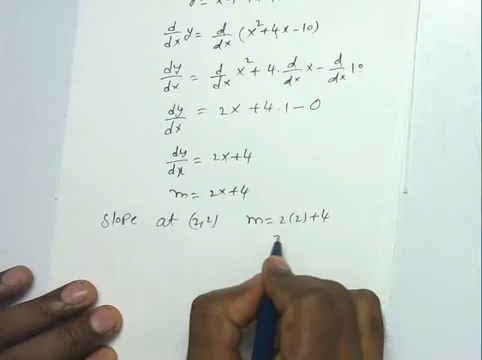 d/dx y = d/dx (x²+4x-10)
dy/dx = d/dx x² + 4 · d/dx x - d/dx 10
dy/dx = 2x + 4 · 1 - 0
dy/dx = 2x+4
m = 2x+4
Slope at (2,2) m = 2(2)+4